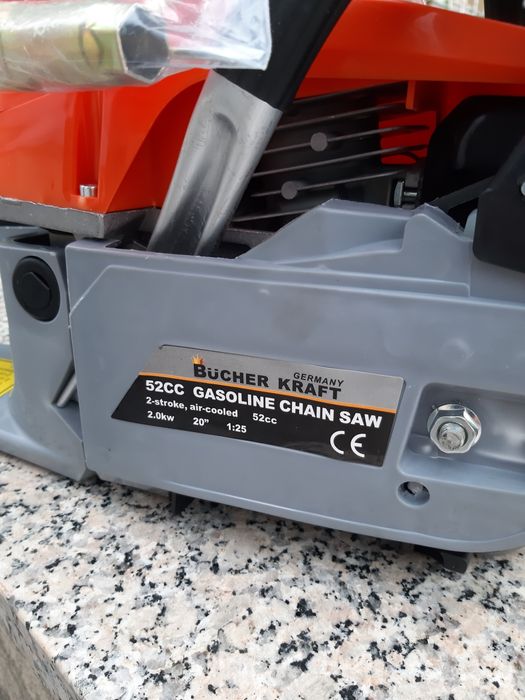 BÜCHER KRAFT
GERMANY
52CC GASOLINE CHAIN SAW
2-stroke, air-cooled 52cc
2.0kw 20" 1:25
CE